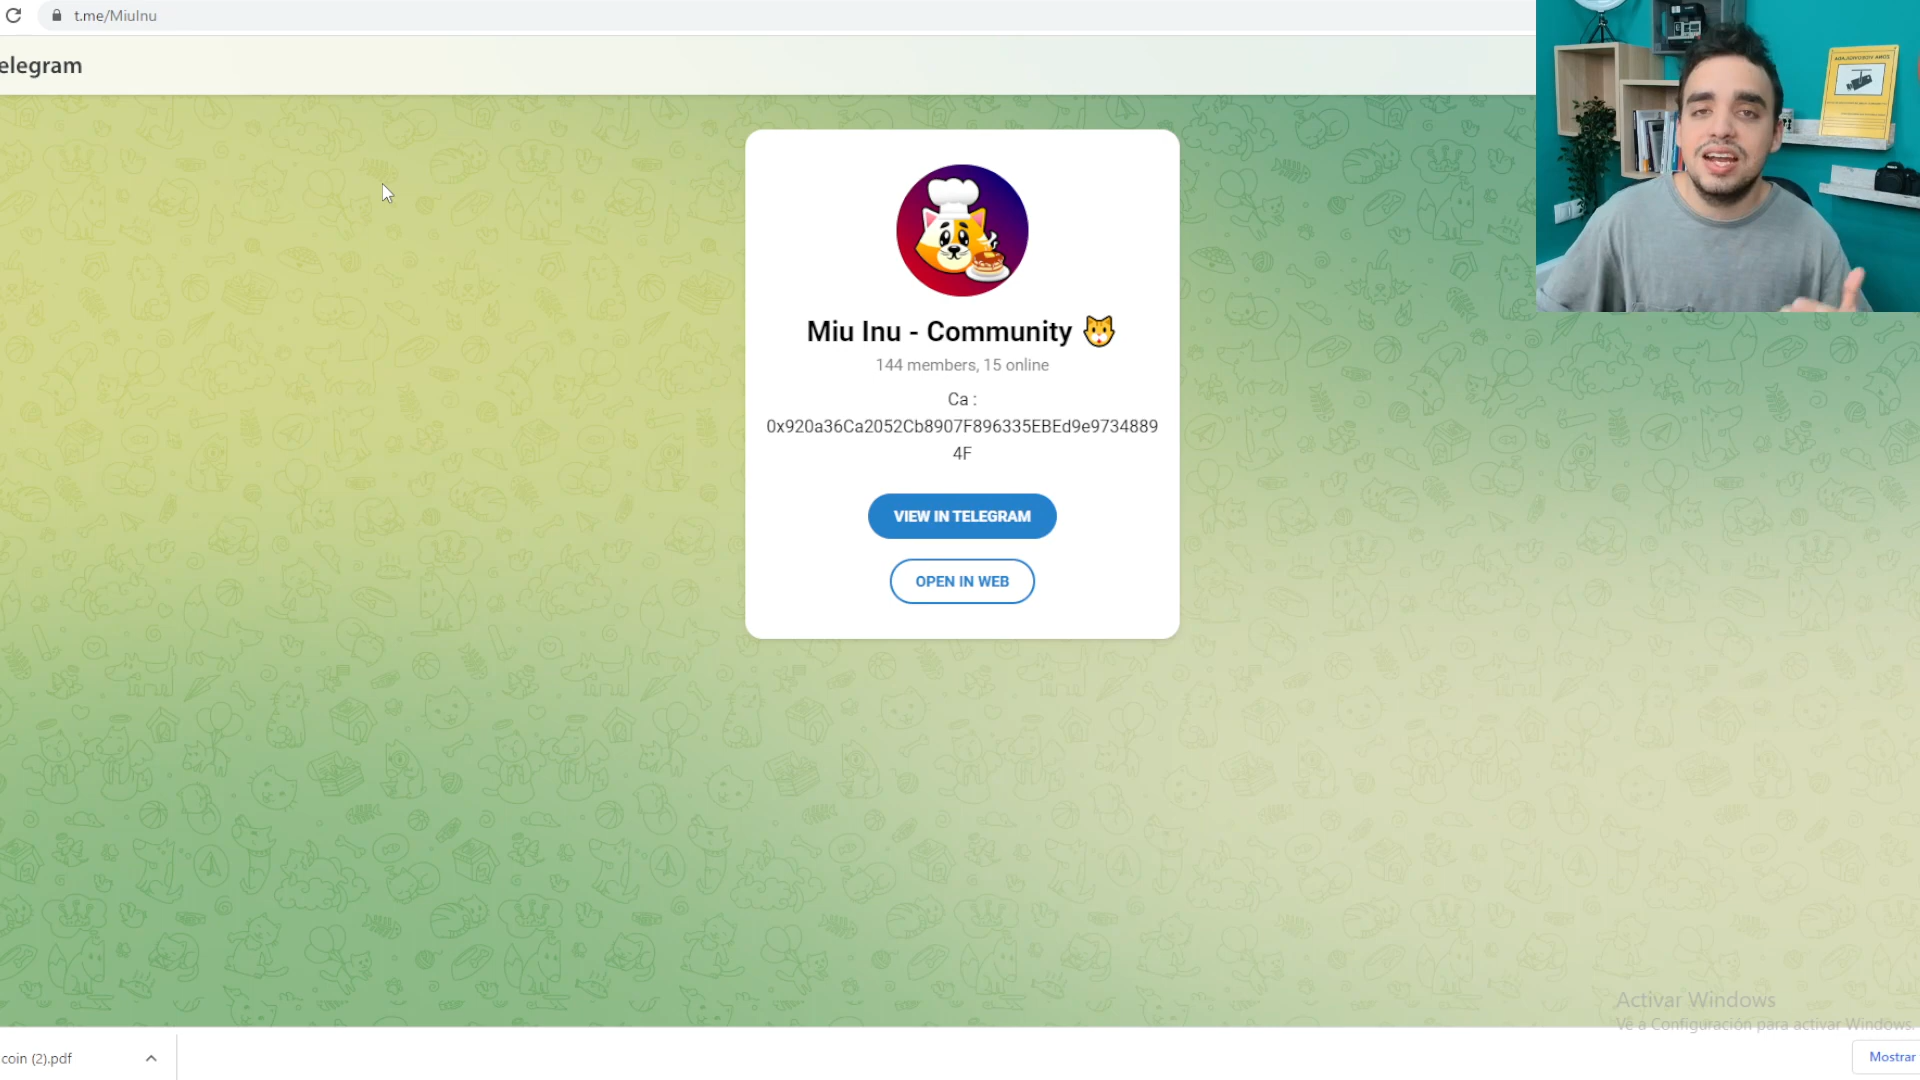 t.me/MiuInu
elegram
Miu Inu - Community
144 members, 15 online
Ca :
0x920a36Ca2052Cb8907F896335EBEd9e9734889
4F
VIEW IN TELEGRAM
OPEN IN WEB
Activar Windows
Ve a Configuración para activar Windows.
coin (2).pdf
Mostrar